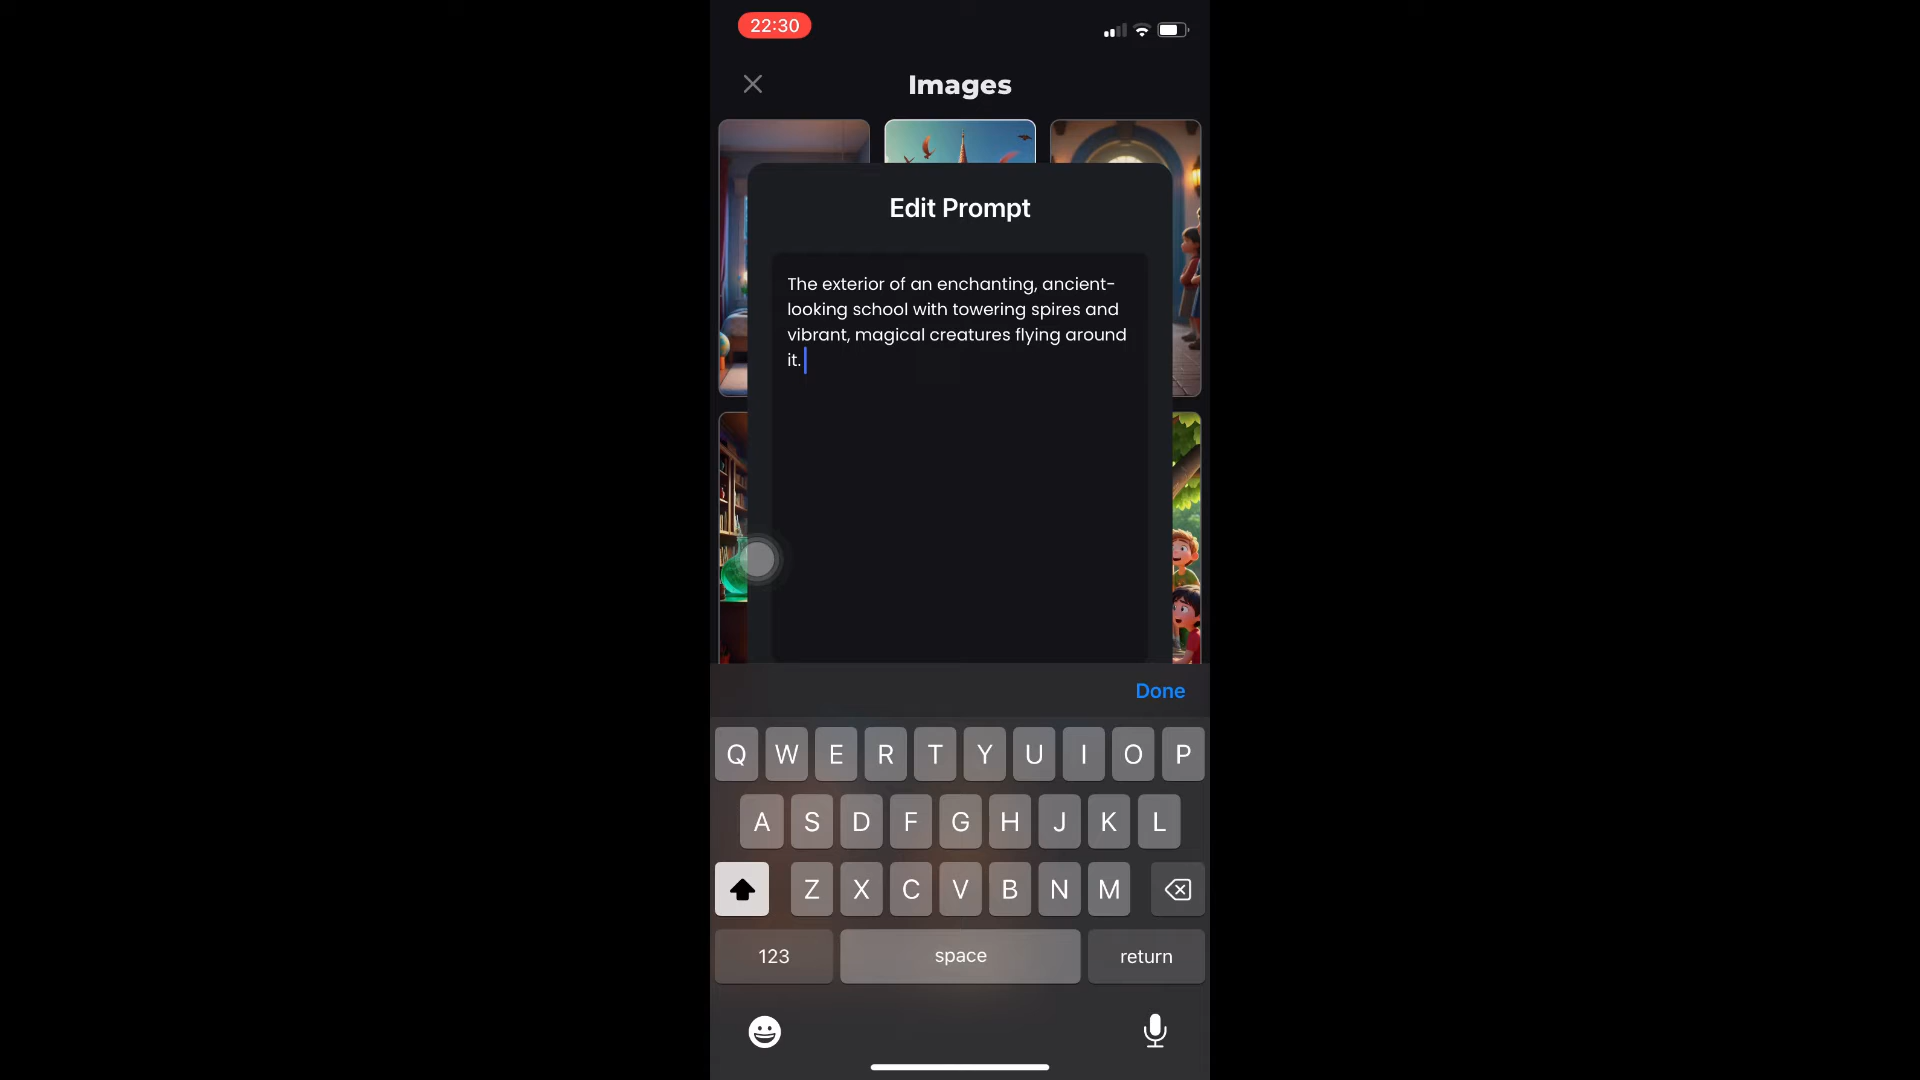 22:30
Images
Edit Prompt
The exterior of an enchanting, ancient-
looking school with towering spires and
vibrant, magical creatures flying around
it.
Done
Q W E R T Y U I O P
A S D F G H J K L
Z X C V B N M
123 space return